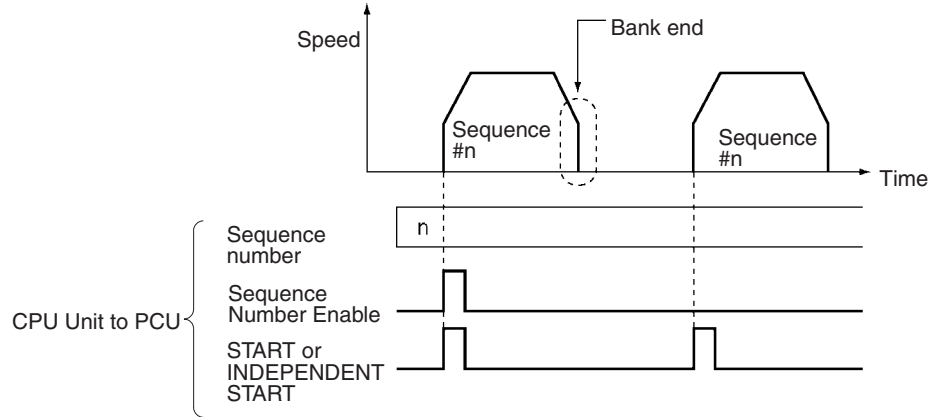 Speed
Bank end
Sequence
#n
Sequence
#n
Time
Sequence
number
n
Sequence
Number Enable
CPU Unit to PCU
START or
INDEPENDENT
START